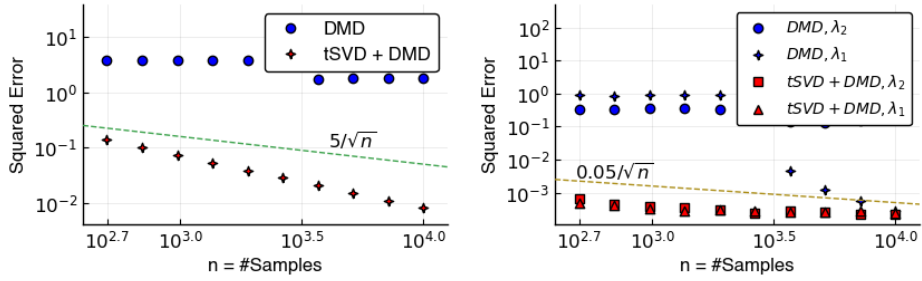 10^1
10^0
10^-1
10^-2
Squared Error
DMD
tSVD + DMD
5/√n
10^2.7
10^3.0
10^3.5
10^4.0
n = #Samples
10^2
10^1
10^0
10^-1
10^-2
10^-3
Squared Error
DMD, λ₂
DMD, λ₁
tSVD + DMD, λ₂
tSVD + DMD, λ₁
0.05/√n
10^2.7
10^3.0
10^3.5
10^4.0
n = #Samples